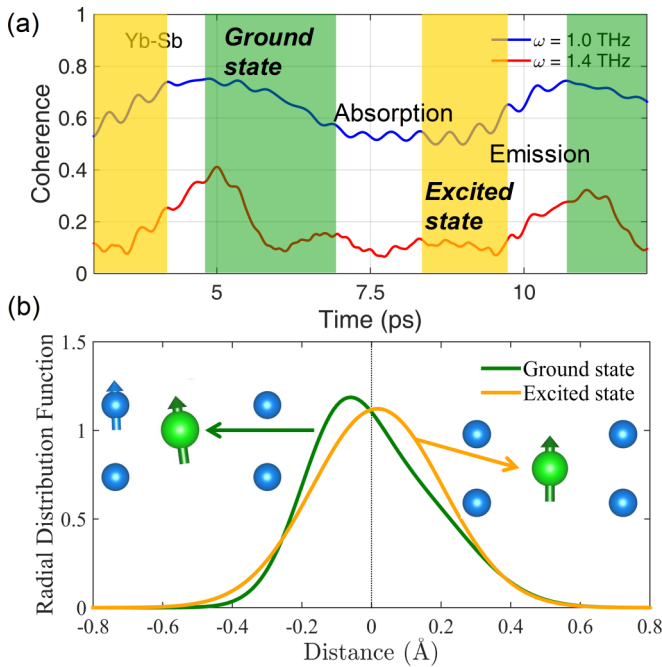 (a)
Yb-Sb
Ground
state
ω = 1.0 THz
ω = 1.4 THz
Absorption
Emission
Excited
state
Coherence
1
0.8
0.6
0.4
0.2
0
5
7.5
10
Time (ps)
(b)
Radial Distribution Function
1.5
1
0.5
0
Ground state
Excited state
-0.8
-0.6
-0.4
-0.2
0
0.2
0.4
0.6
0.8
Distance (Å)